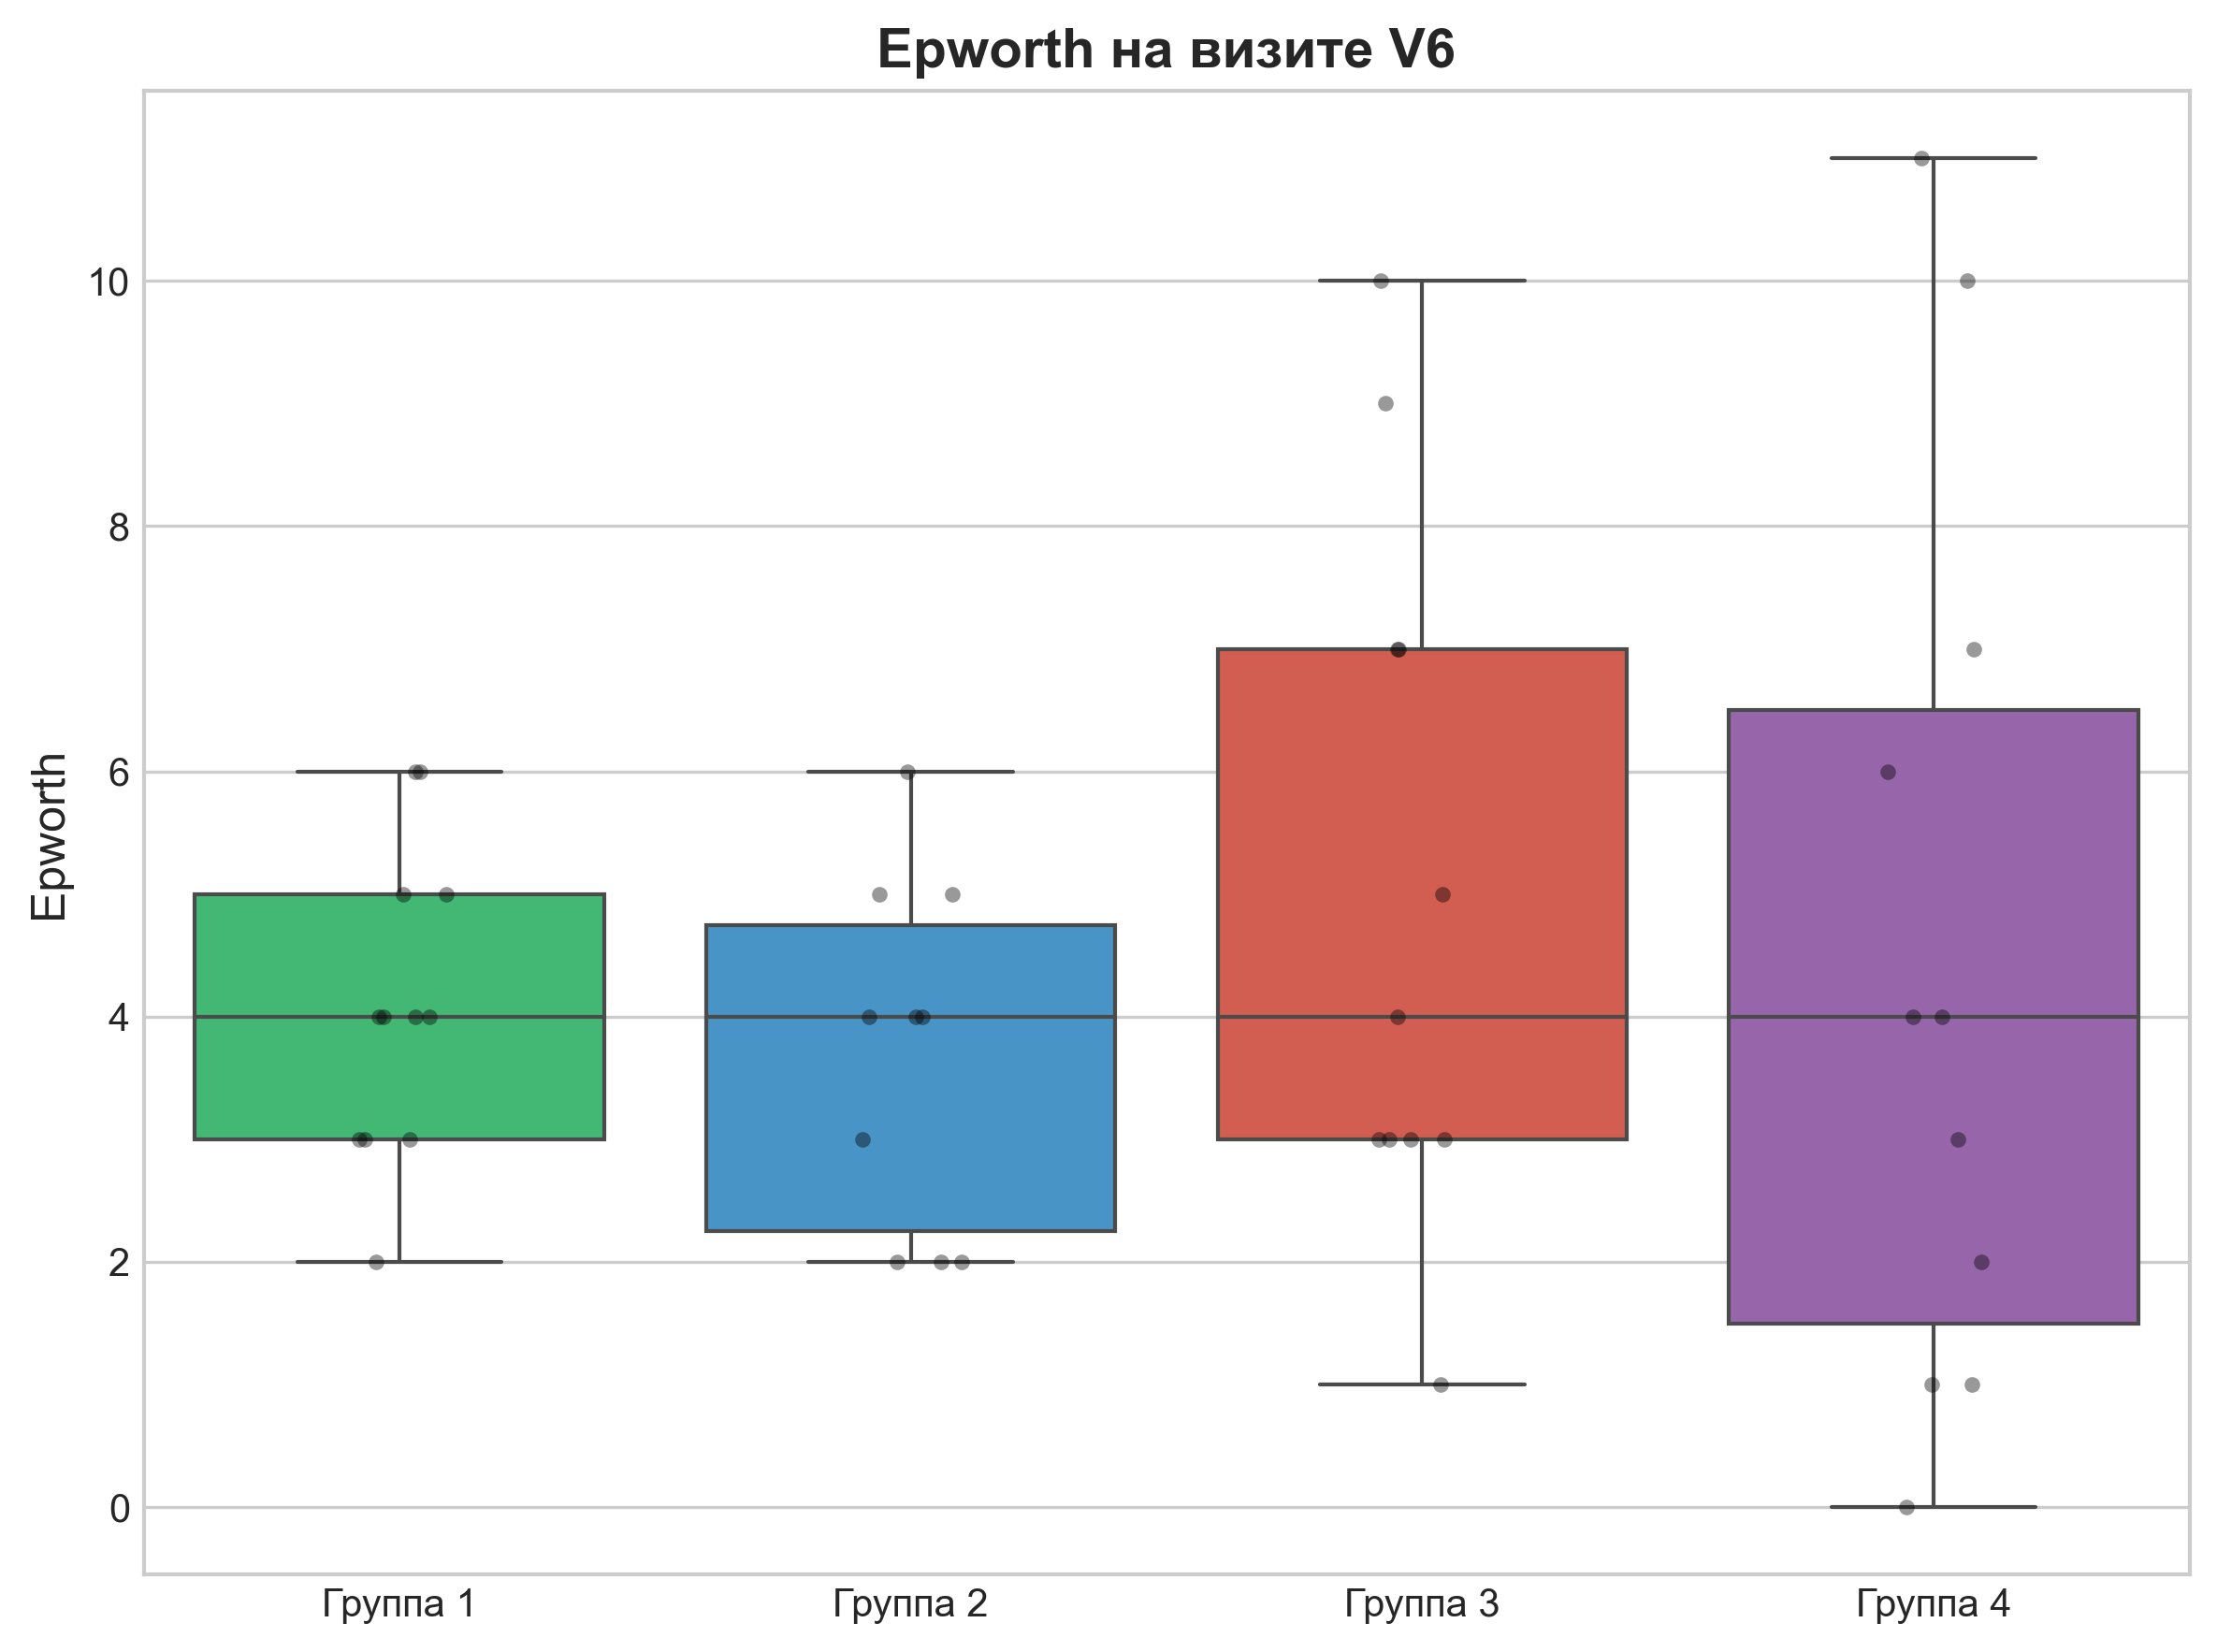 Epworth на визите V6
Epworth
10
8
6
4
2
0
Группа 1
Группа 2
Группа 3
Группа 4